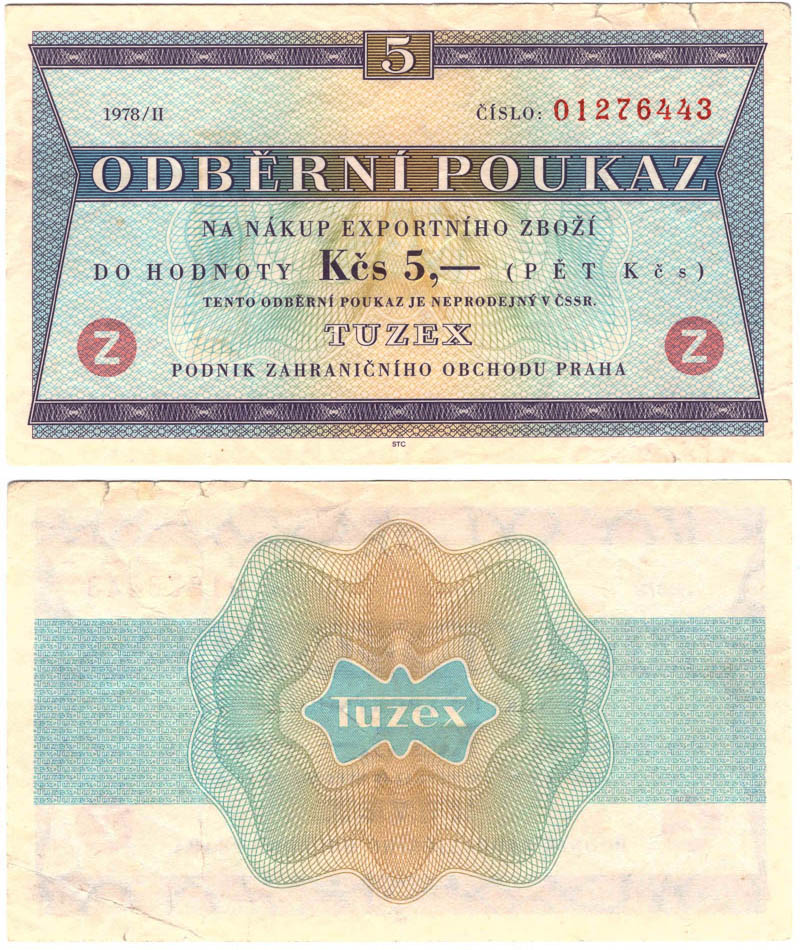 5
1978/II ČÍSLO: 01276443
ODBĚRNÍ POUKAZ
NA NÁKUP EXPORTNÍHO ZBOŽÍ
DO HODNOTY Kčs 5,— (PĚT Kčs)
TENTO ODBĚRNÍ POUKAZ JE NEPRODEJNÝ V ČSSR.
Z TUZEX Z
PODNIK ZAHRANIČNÍHO OBCHODU PRAHA
STC
Tuzex